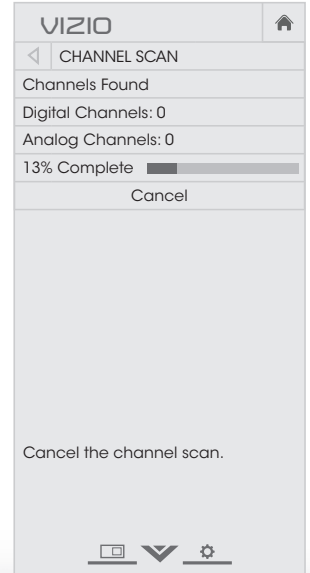 VIZIO
CHANNEL SCAN
Channels Found
Digital Channels: 0
Analog Channels: 0
13% Complete
Cancel
Cancel the channel scan.